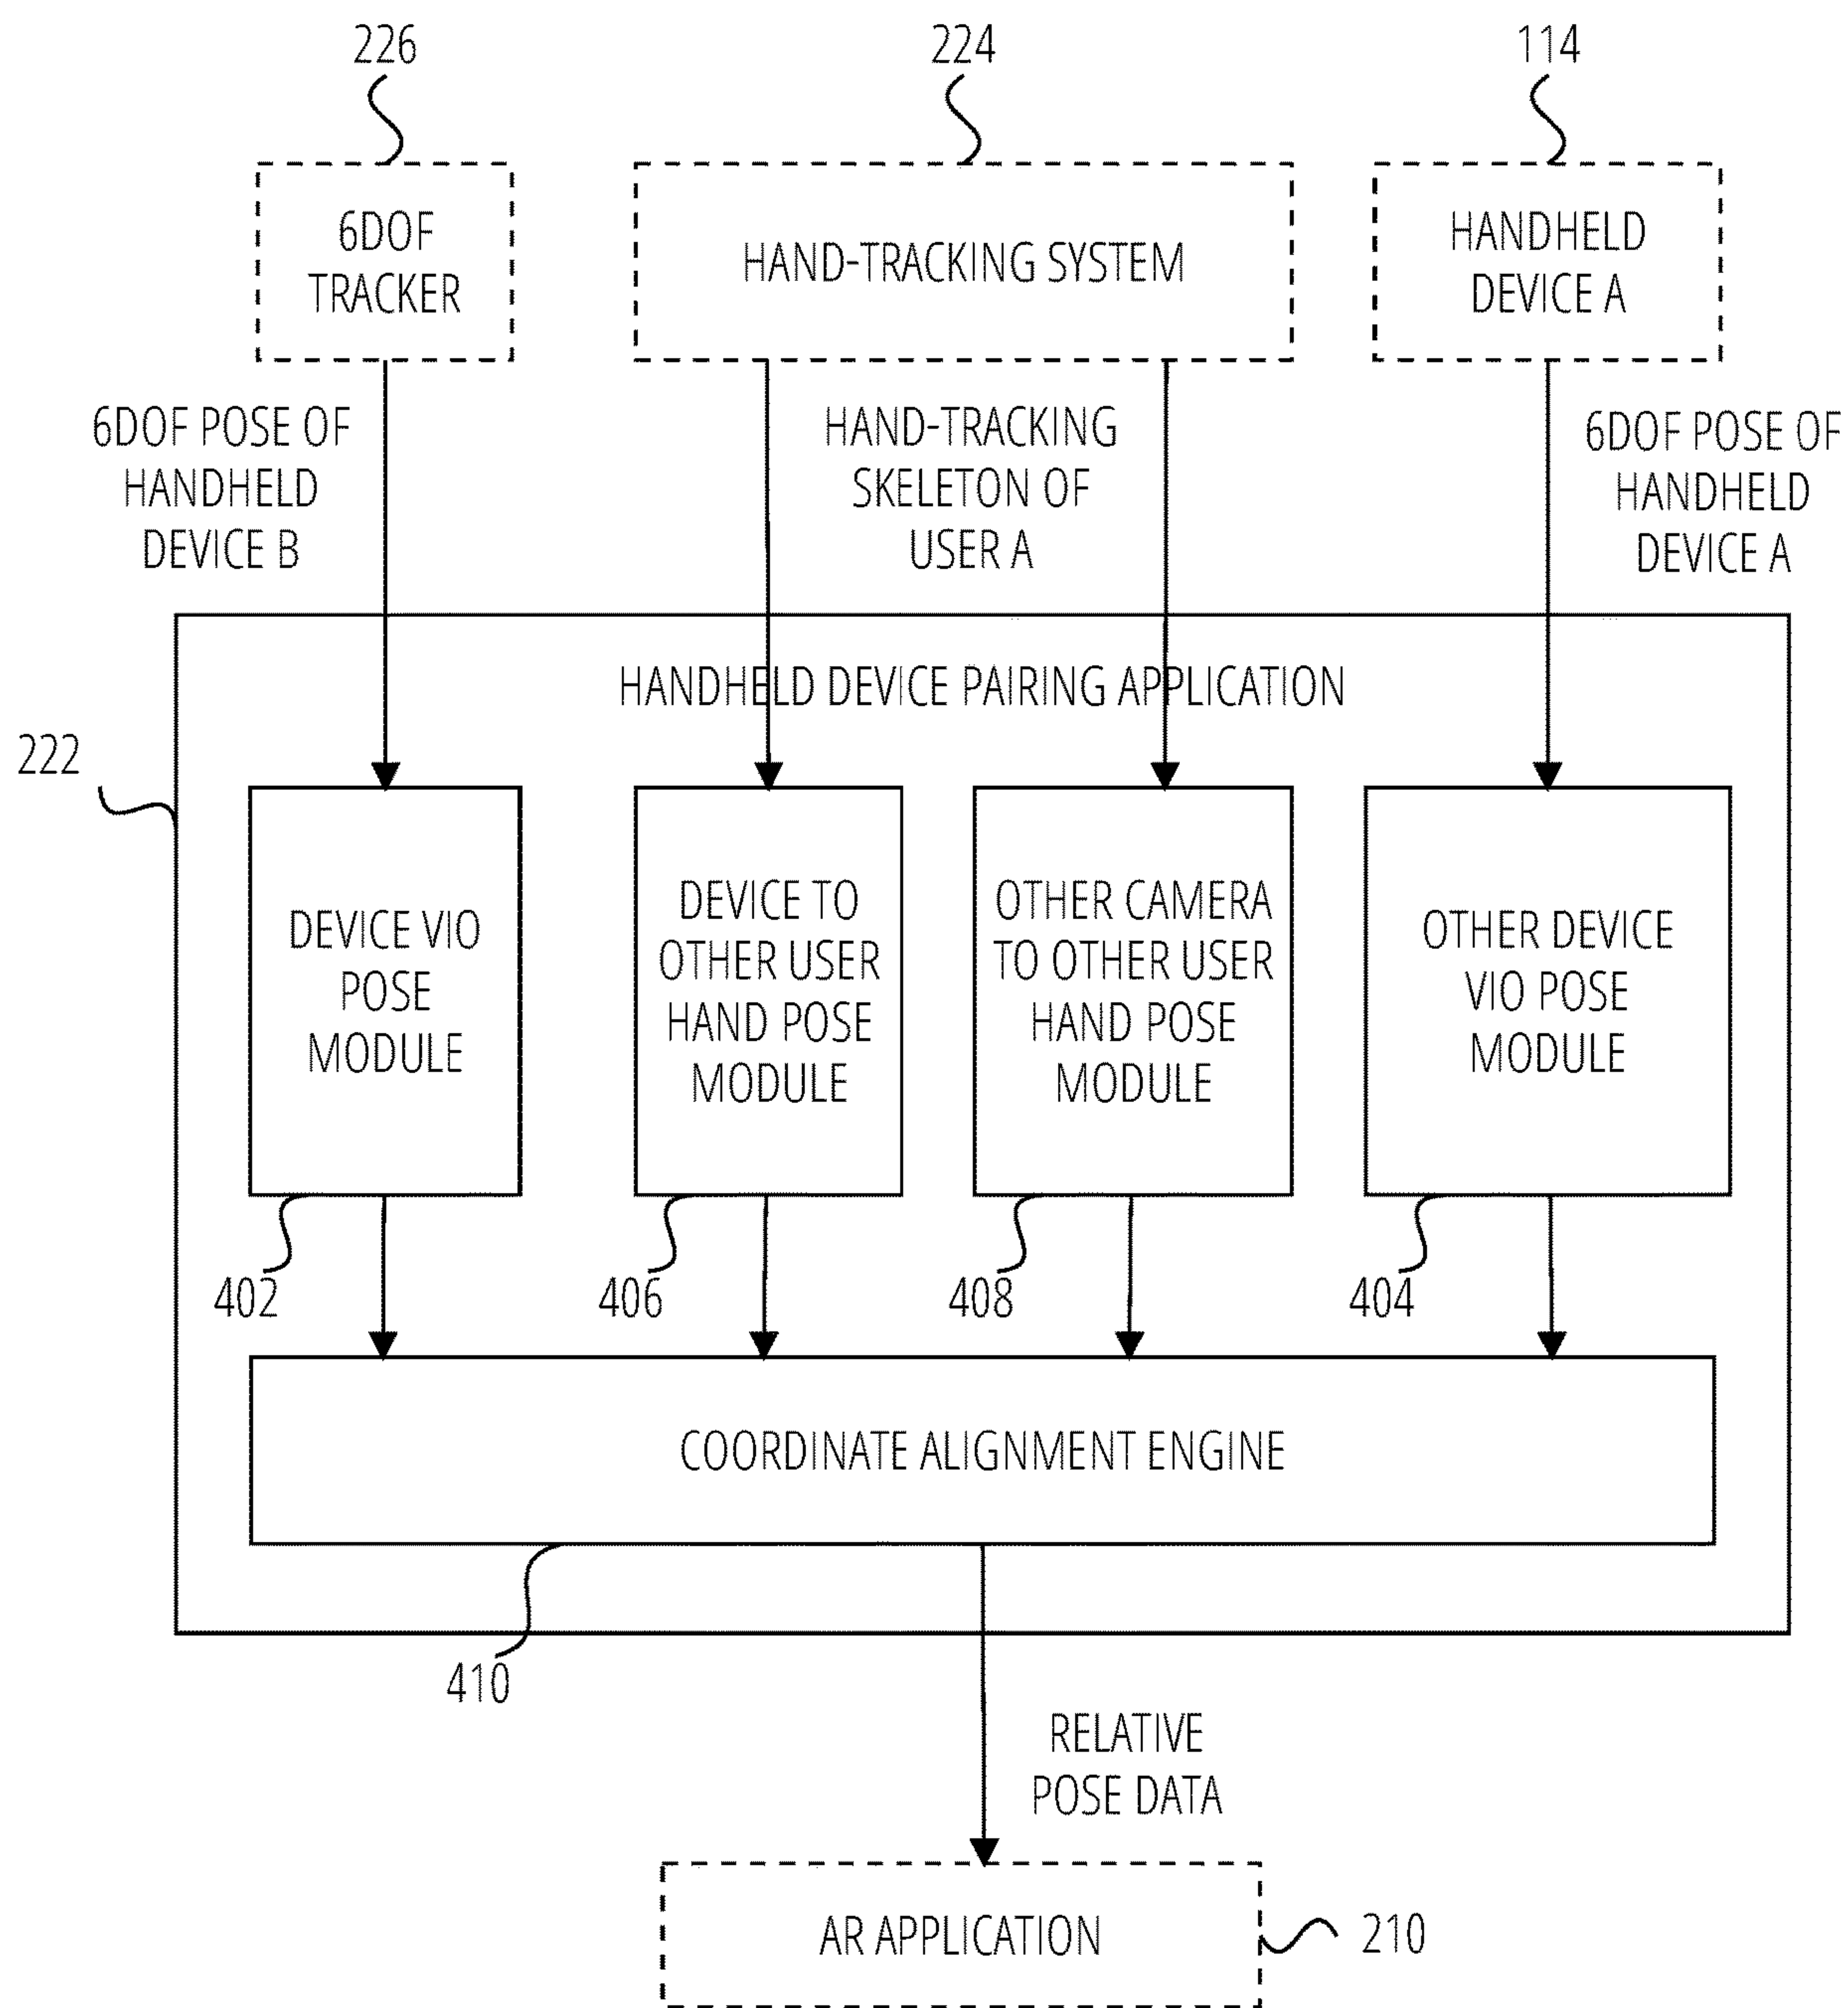 226
224
114
6DOF
TRACKER
HAND-TRACKING SYSTEM
HANDHELD
DEVICE A
6DOF POSE OF
HANDHELD
DEVICE B
HAND-TRACKING
SKELETON OF
USER A
6DOF POSE OF
HANDHELD
DEVICE A
HANDHELD DEVICE PAIRING APPLICATION
222
DEVICE VIO
POSE
MODULE
DEVICE TO
OTHER USER
HAND POSE
MODULE
OTHER CAMERA
TO OTHER USER
HAND POSE
MODULE
OTHER DEVICE
VIO POSE
MODULE
402
406
408
404
COORDINATE ALIGNMENT ENGINE
410
RELATIVE
POSE DATA
AR APPLICATION
210